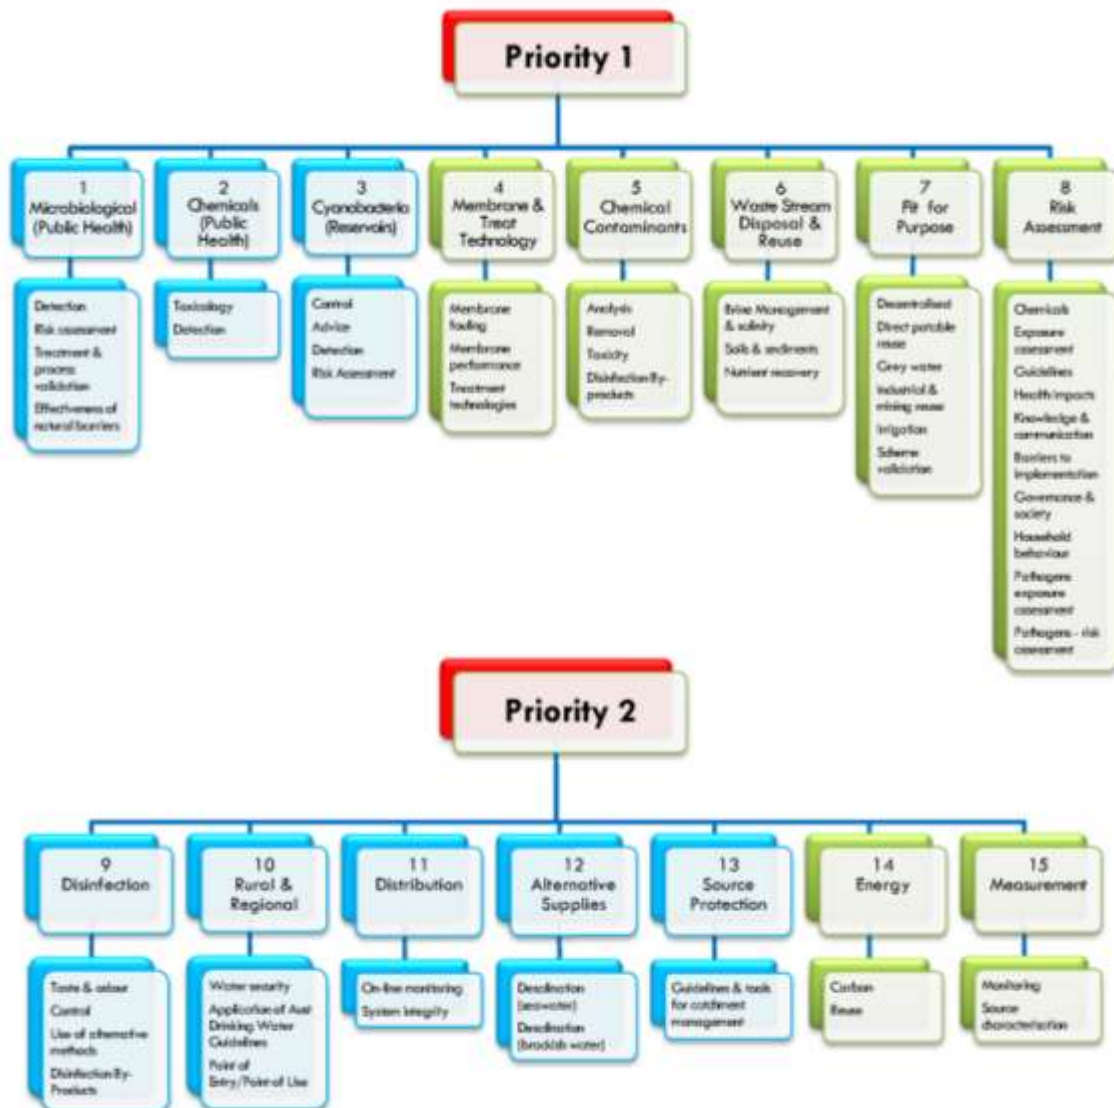 Priority 1
1
Microbiological
(Public Health)
2
Chemicals
(Public
Health)
3
Cyanobacteria
(Reservoirs)
4
Membrane &
Treat
Technology
5
Chemical
Contaminants
6
Waste Stream
Disposal &
Reuse
7
Fit for
Purpose
8
Risk
Assessment
Detection
Risk assessment
Treatment &
process
validation
Effectiveness of
natural barriers
Toxicology
Detection
Control
Advice
Detection
Risk Assessment
Membrane
fouling
Membrane
performance
Treatment
technologies
Analysis
Removal
Toxicity
Disinfection By-
products
Brine Management
& salinity
Soils & sediments
Nutrient recovery
Decentralised
Direct potable
reuse
Grey water
Industrial &
mining reuse
Irrigation
Scheme
validation
Chemicals
Exposure
assessment
Guidelines
Health impacts
Knowledge &
communication
Barriers to
implementation
Governance &
society
Household
behaviour
Pathogens
exposure
assessment
Pathogens - risk
assessment
Priority 2
9
Disinfection
10
Rural &
Regional
11
Distribution
12
Alternative
Supplies
13
Source
Protection
14
Energy
15
Measurement
Taste & odour
Control
Use of alternative
methods
Disinfection By-
Products
Water security
Application of Aust
Drinking Water
Guidelines
Point of
Entry/Point of Use
On-line monitoring
System integrity
Desalination
(seawater)
Desalination
(brackish water)
Guidelines & tools
for catchment
management
Carbon
Reuse
Monitoring
Source
characterisation